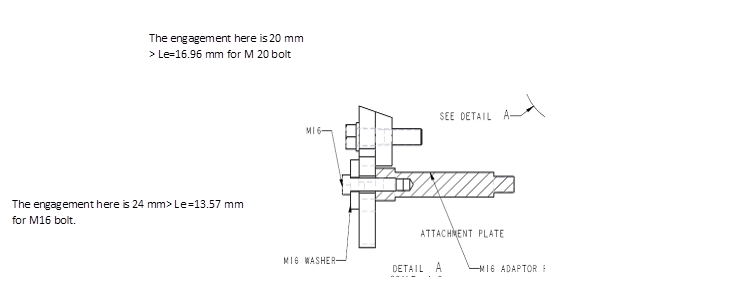 The engagement here is 20 mm
> Le=16.96 mm for M 20 bolt
SEE DETAIL A
M16
The engagement here is 24 mm> Le=13.57 mm
for M16 bolt.
ATTACHMENT PLATE
M16 WASHER
DETAIL A
M16 ADAPTOR